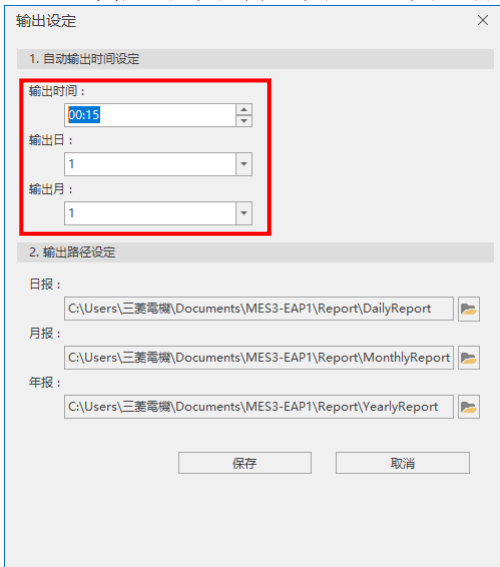 输出设定
1. 自动输出时间设定
输出时间：
00:15
输出日：
1
输出月：
1
2. 输出路径设定
日报：
C:\Users\三菱電機\Documents\MES3-EAP1\Report\DailyReport
月报：
C:\Users\三菱電機\Documents\MES3-EAP1\Report\MonthlyReport
年报：
C:\Users\三菱電機\Documents\MES3-EAP1\Report\YearlyReport
保存 取消